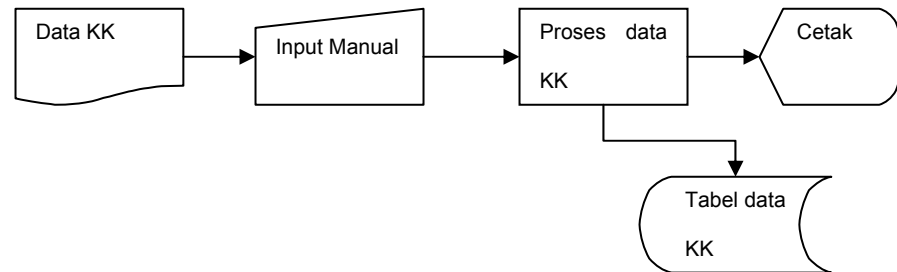 Data KK
Input Manual
Proses data
KK
Cetak
Tabel data
KK